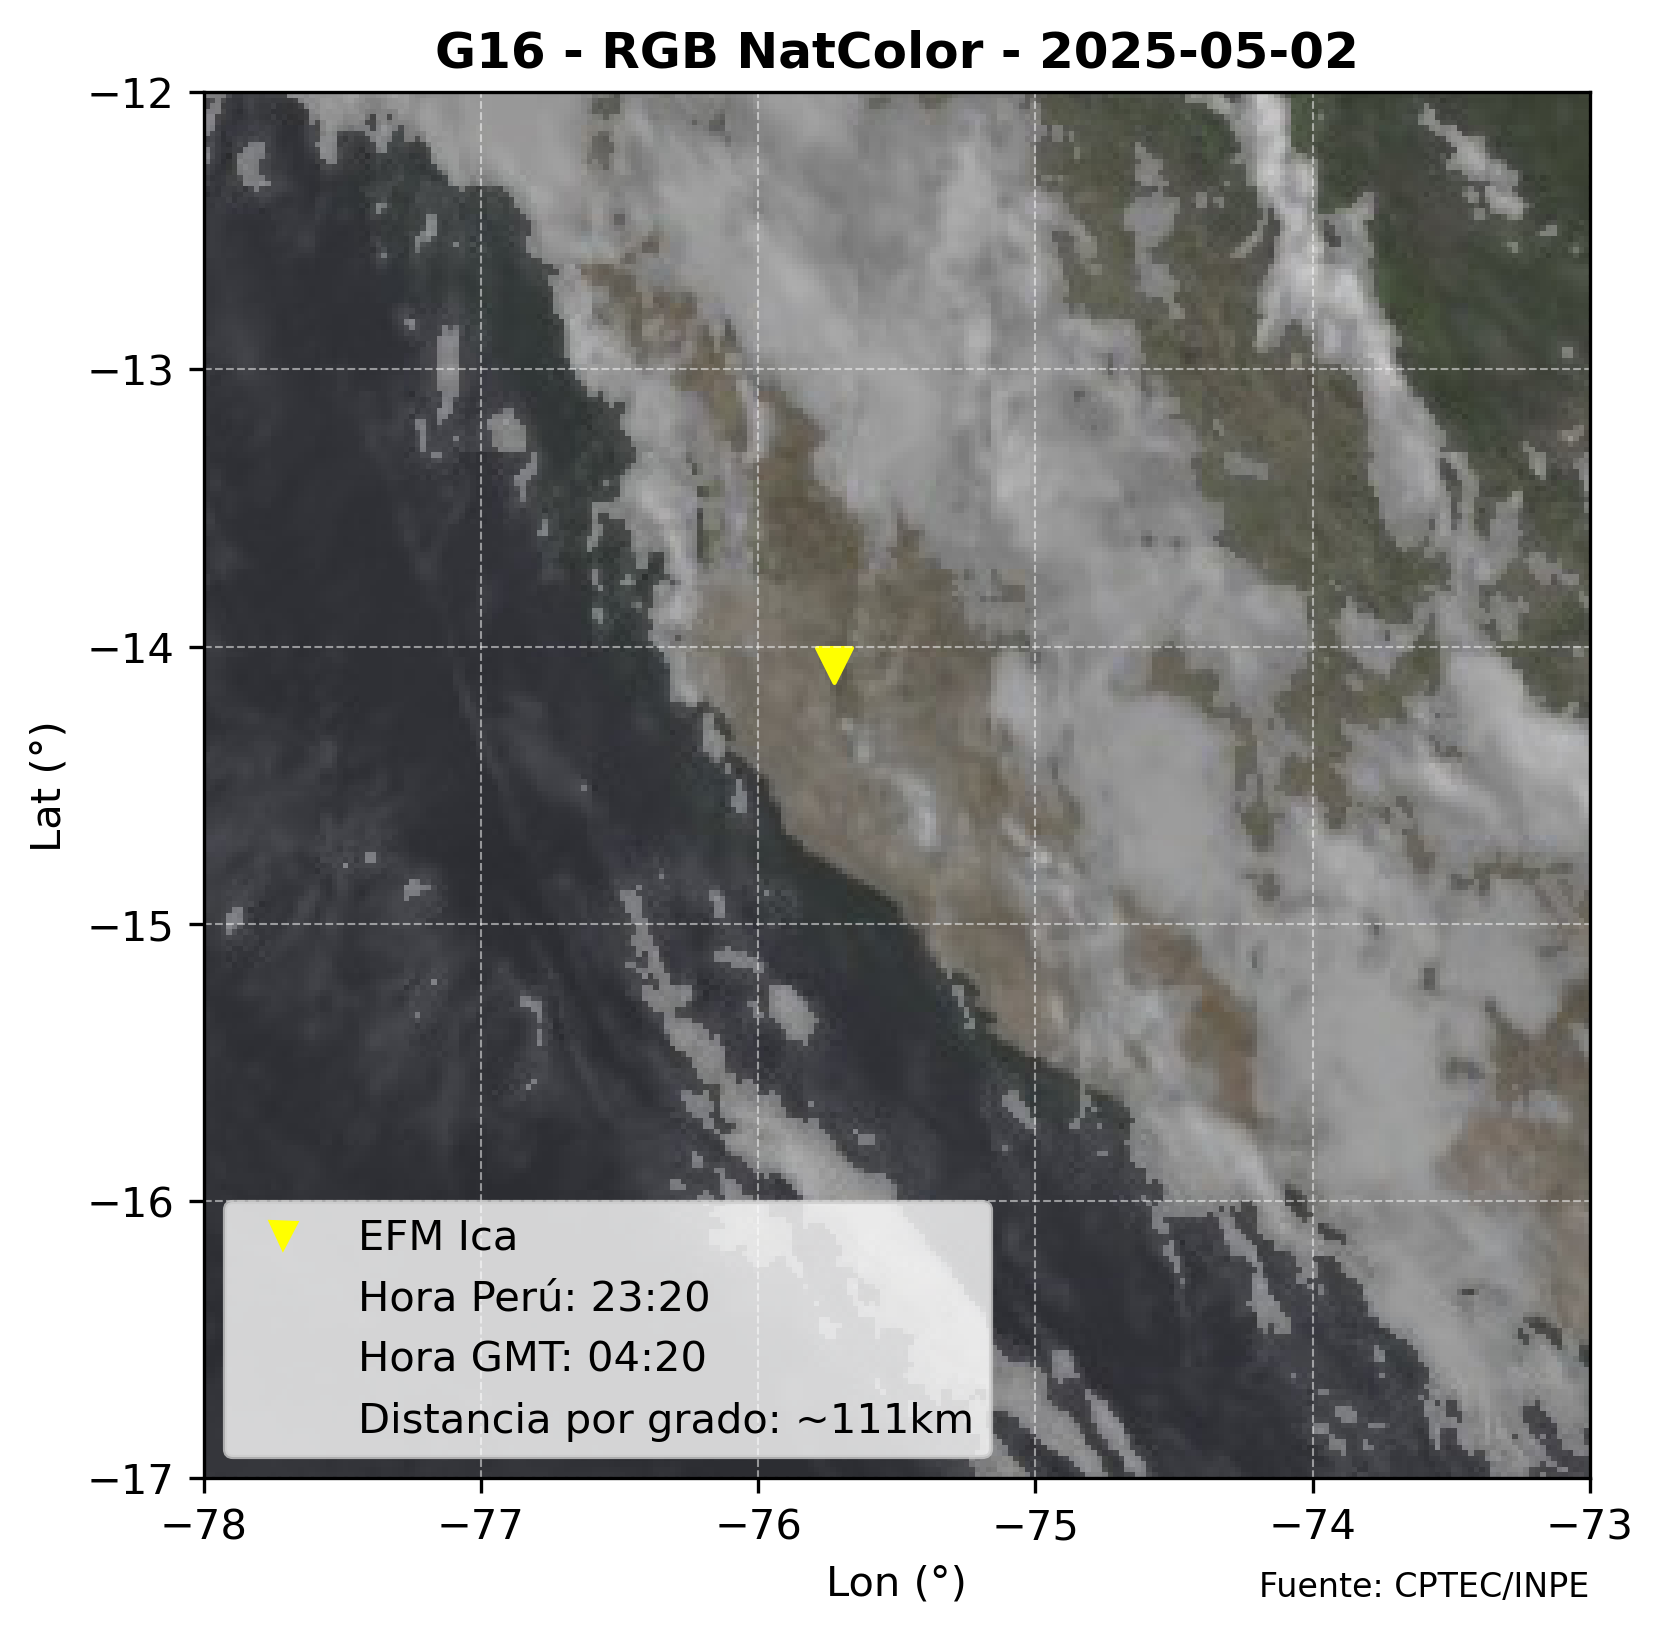 G16 - RGB NatColor - 2025-05-02
−12
−13
−14
−15
−16
−17
Lat (°)
EFM Ica
Hora Perú: 23:20
Hora GMT: 04:20
Distancia por grado: ~111km
−78 −77 −76 −75 −74 −73
Lon (°)
Fuente: CPTEC/INPE